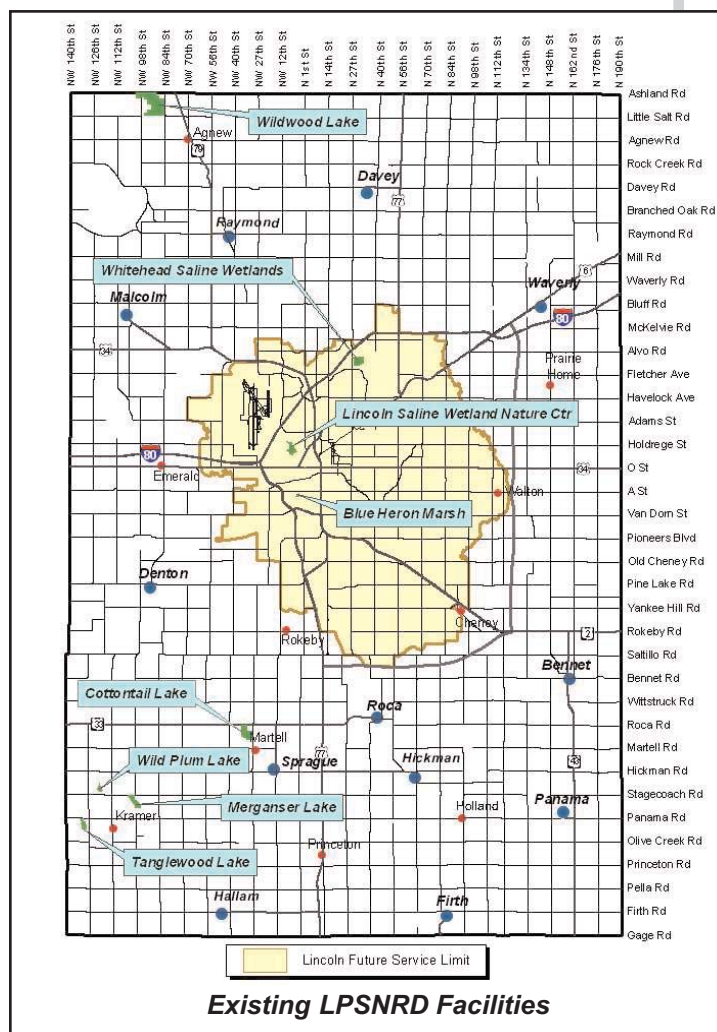 NW 140th St
NW 126th St
NW 112th St
NW 98th St
NW 84th St
NW 70th St
NW 56th St
NW 40th St
NW 27th St
NW 12th St
N 1st St
N 14th St
N 27th St
N 40th St
N 56th St
N 70th St
N 84th St
N 98th St
N 112th St
N 134th St
N 148th St
N 162nd St
N 176th St
N 190th St
Ashland Rd
Little Salt Rd
Agnew Rd
Rock Creek Rd
Davey Rd
Branched Oak Rd
Raymond Rd
Mill Rd
Waverly Rd
Bluff Rd
McKelvie Rd
Alvo Rd
Fletcher Ave
Havelock Ave
Adams St
Holdrege St
O St
A St
Van Dorn St
Pioneers Blvd
Old Cheney Rd
Pine Lake Rd
Yankee Hill Rd
Rokeby Rd
Saltillo Rd
Bennet Rd
Wittstruck Rd
Roca Rd
Martell Rd
Hickman Rd
Stagecoach Rd
Panama Rd
Olive Creek Rd
Princeton Rd
Pella Rd
Firth Rd
Gage Rd
Wildwood Lake
Agnew
79
Davey
77
Raymond
Whitehead Saline Wetlands
6
Waverly
Malcolm
80
34
Prairie
Home
Lincoln Saline Wetland Nature Ctr
80
Emerald
34
Walton
Blue Heron Marsh
Denton
Cheney
Rokeby
2
Bennet
Cottontail Lake
Roca
33
Martell
77
Sprague
Hickman
43
Wild Plum Lake
Merganser Lake
Kramer
Holland
Panama
Tanglewood Lake
Princeton
Hallam
Firth
Lincoln Future Service Limit
Existing LPSNRD Facilities